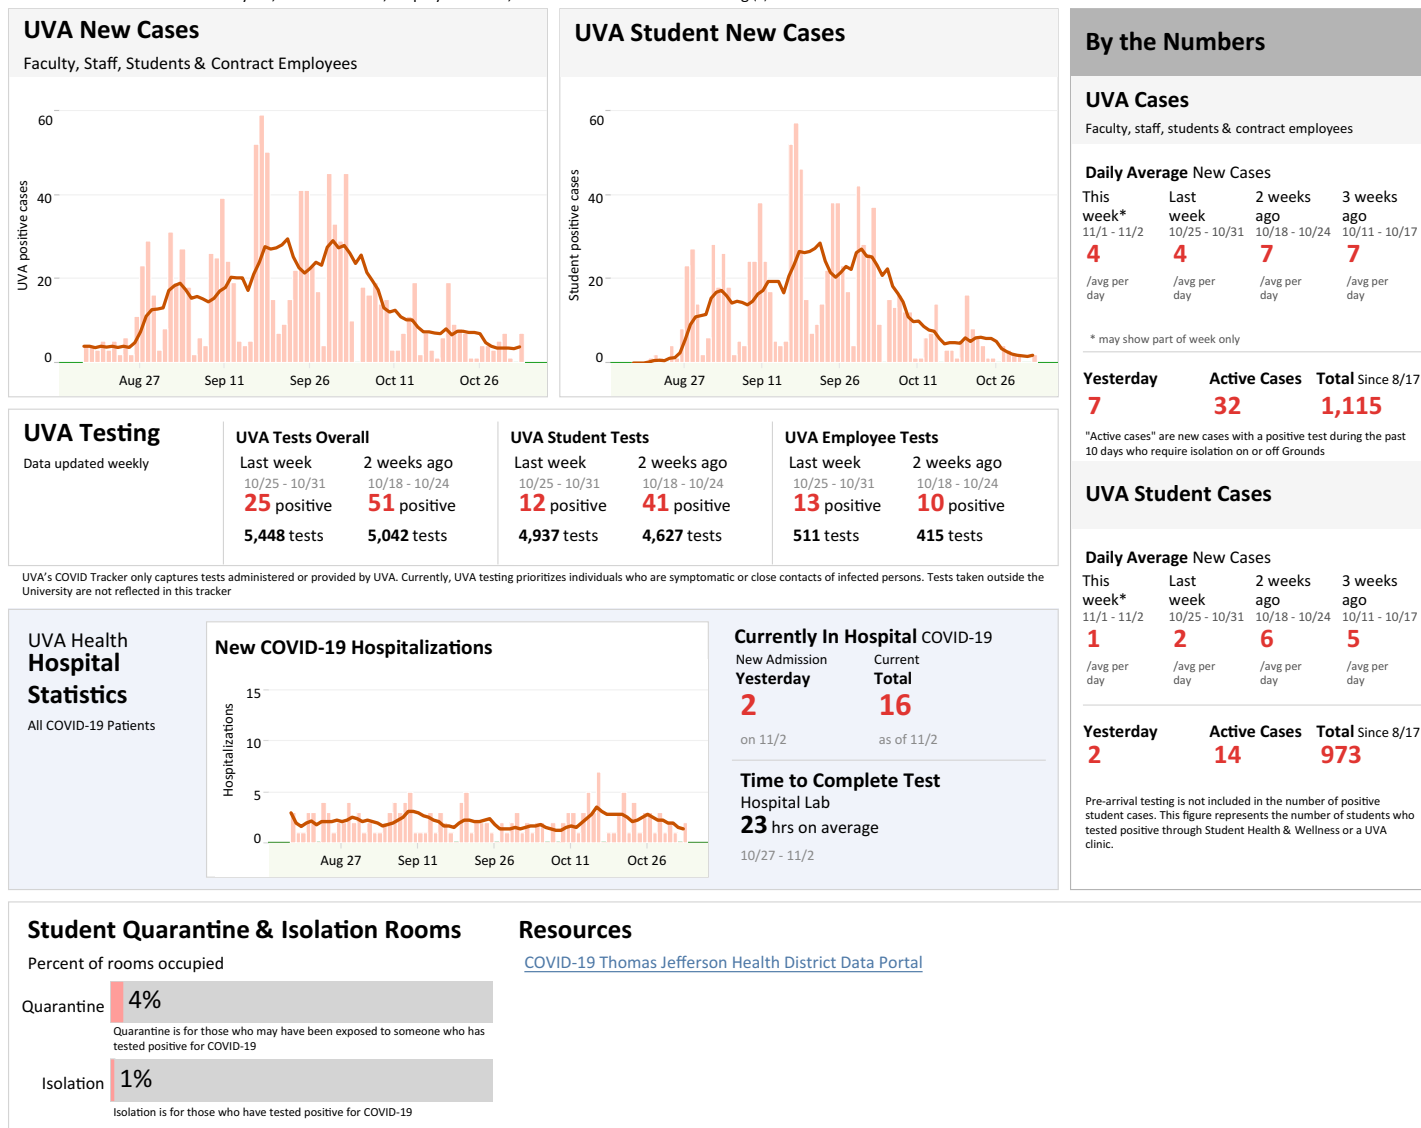 UVA New Cases
Faculty, Staff, Students & Contract Employees
60
40
20
0
UVA positive cases
Aug 27 Sep 11 Sep 26 Oct 11 Oct 26
UVA Student New Cases
60
40
20
0
Student positive cases
Aug 27 Sep 11 Sep 26 Oct 11 Oct 26
By the Numbers
UVA Cases
Faculty, staff, students & contract employees
Daily Average New Cases
This week* Last week 2 weeks ago 3 weeks ago
11/1 - 11/2 10/25 - 10/31 10/18 - 10/24 10/11 - 10/17
4 4 7 7
/avg per day /avg per day /avg per day /avg per day
* may show part of week only
Yesterday Active Cases Total Since 8/17
7 32 1,115
"Active cases" are new cases with a positive test during the past
10 days who require isolation on or off Grounds
UVA Student Cases
Daily Average New Cases
This week* Last week 2 weeks ago 3 weeks ago
11/1 - 11/2 10/25 - 10/31 10/18 - 10/24 10/11 - 10/17
1 2 6 5
/avg per day /avg per day /avg per day /avg per day
Yesterday Active Cases Total Since 8/17
2 14 973
Pre-arrival testing is not included in the number of positive
student cases. This figure represents the number of students who
tested positive through Student Health & Wellness or a UVA
clinic.
UVA Testing
Data updated weekly
UVA Tests Overall
Last week 2 weeks ago
10/25 - 10/31 10/18 - 10/24
25 positive 51 positive
5,448 tests 5,042 tests
UVA Student Tests
Last week 2 weeks ago
10/25 - 10/31 10/18 - 10/24
12 positive 41 positive
4,937 tests 4,627 tests
UVA Employee Tests
Last week 2 weeks ago
10/25 - 10/31 10/18 - 10/24
13 positive 10 positive
511 tests 415 tests
UVA's COVID Tracker only captures tests administered or provided by UVA. Currently, UVA testing prioritizes individuals who are symptomatic or close contacts of infected persons. Tests taken outside the
University are not reflected in this tracker
UVA Health
Hospital
Statistics
All COVID-19 Patients
New COVID-19 Hospitalizations
15
10
5
0
Hospitalizations
Aug 27 Sep 11 Sep 26 Oct 11 Oct 26
Currently In Hospital COVID-19
New Admission Current
Yesterday Total
2 16
on 11/2 as of 11/2
Time to Complete Test
Hospital Lab
23 hrs on average
10/27 - 11/2
Student Quarantine & Isolation Rooms
Percent of rooms occupied
Quarantine 4%
Quarantine is for those who may have been exposed to someone who has
tested positive for COVID-19
Isolation 1%
Isolation is for those who have tested positive for COVID-19
Resources
COVID-19 Thomas Jefferson Health District Data Portal